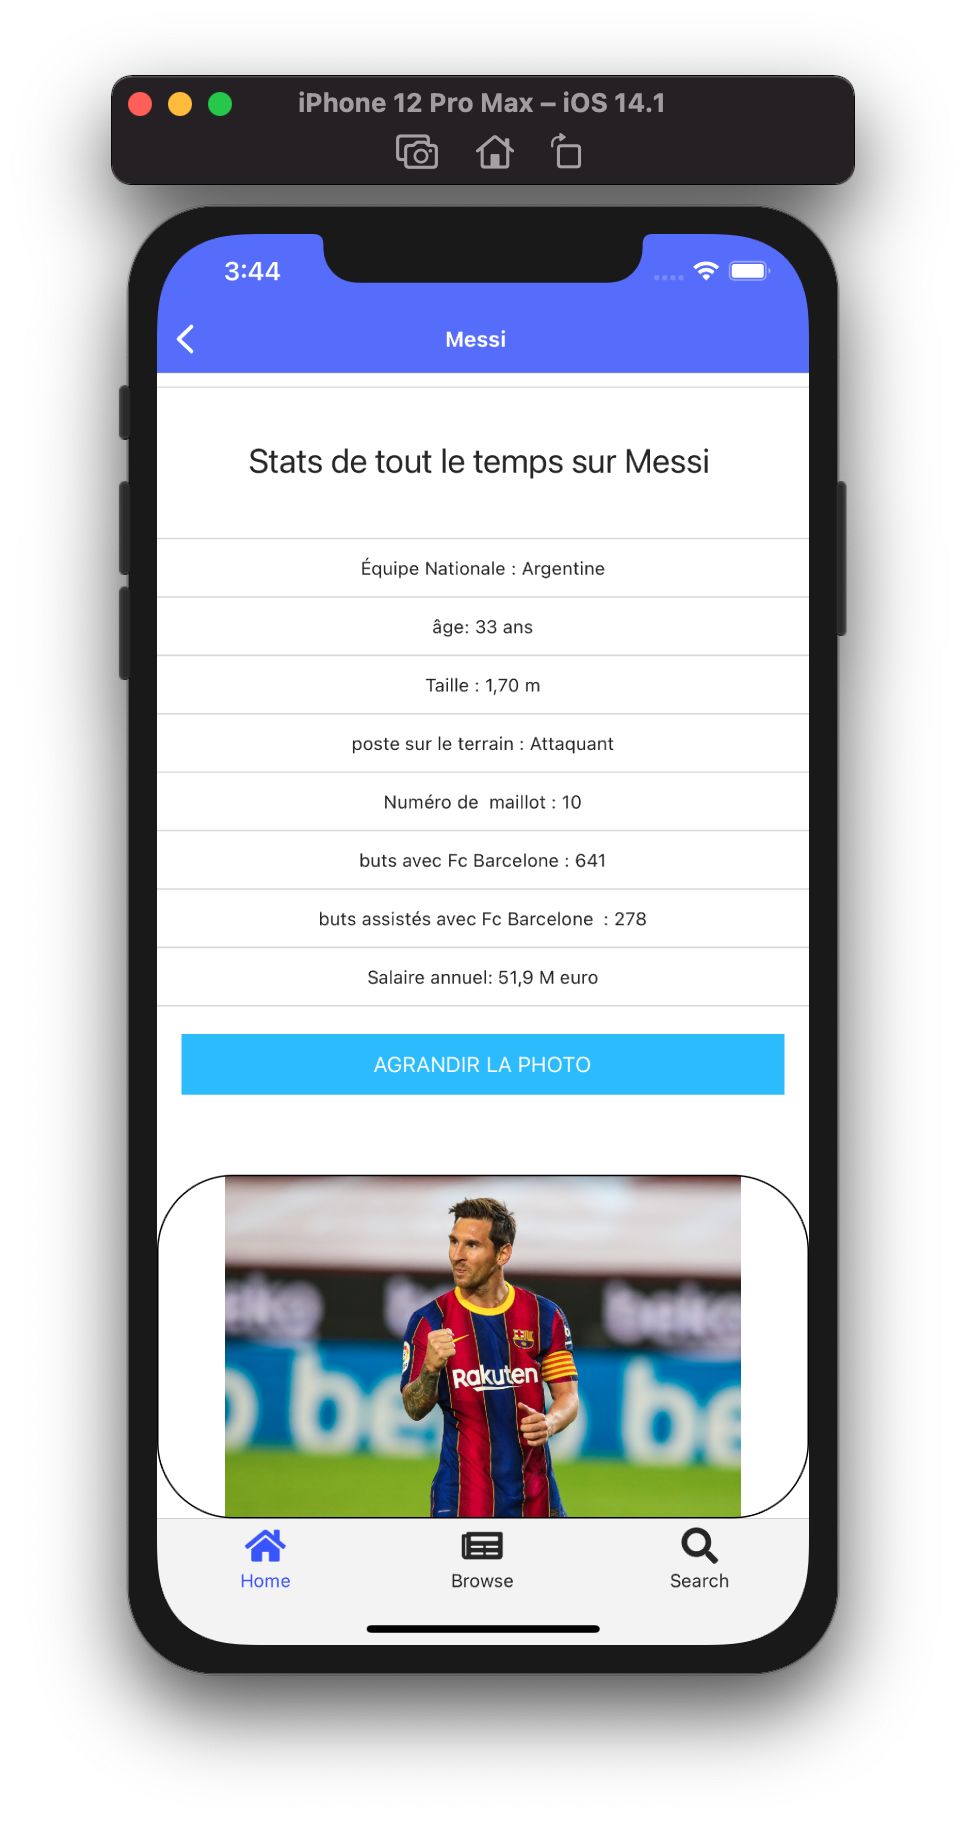 iPhone 12 Pro Max – iOS 14.1
3:44
Messi
Stats de tout le temps sur Messi
Équipe Nationale : Argentine
âge: 33 ans
Taille : 1,70 m
poste sur le terrain : Attaquant
Numéro de  maillot : 10
buts avec Fc Barcelone : 641
buts assistés avec Fc Barcelone  : 278
Salaire annuel: 51,9 M euro
AGRANDIR LA PHOTO
beko
beko
Rakuten
Home
Browse
Search